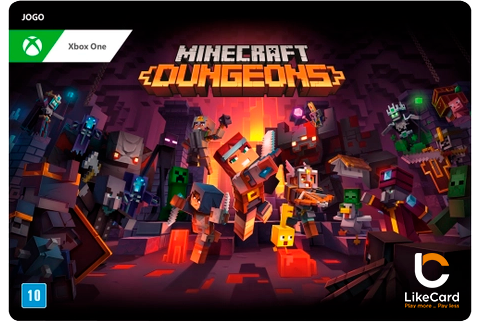 JOGO
Xbox One
MINECRAFT
DUNGEONS
10
LikeCard
Play more .. Pay less